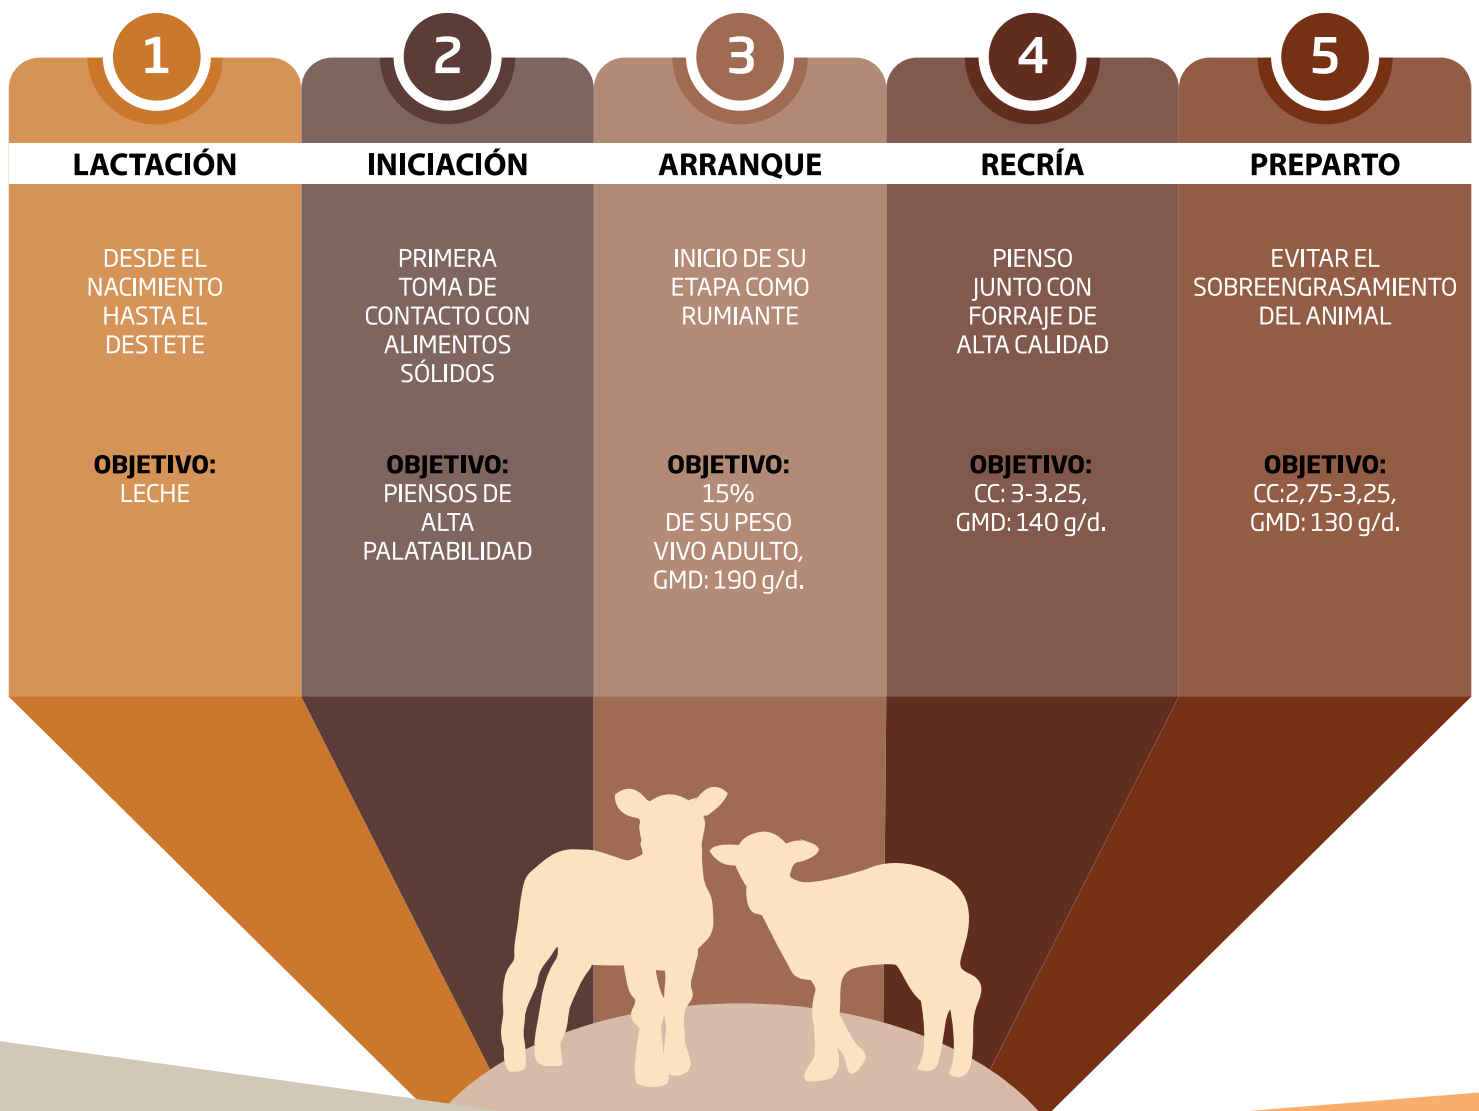 1
LACTACIÓN
DESDE EL
NACIMIENTO
HASTA EL
DESTETE
OBJETIVO:
LECHE
2
INICIACIÓN
PRIMERA
TOMA DE
CONTACTO CON
ALIMENTOS
SÓLIDOS
OBJETIVO:
PIENSOS DE
ALTA
PALATABILIDAD
3
ARRANQUE
INICIO DE SU
ETAPA COMO
RUMIANTE
OBJETIVO:
15%
DE SU PESO
VIVO ADULTO,
GMD: 190 g/d.
4
RECRÍA
PIENSO
JUNTO CON
FORRAJE DE
ALTA CALIDAD
OBJETIVO:
CC: 3-3.25,
GMD: 140 g/d.
5
PREPARTO
EVITAR EL
SOBREENGRASAMIENTO
DEL ANIMAL
OBJETIVO:
CC:2,75-3,25,
GMD: 130 g/d.